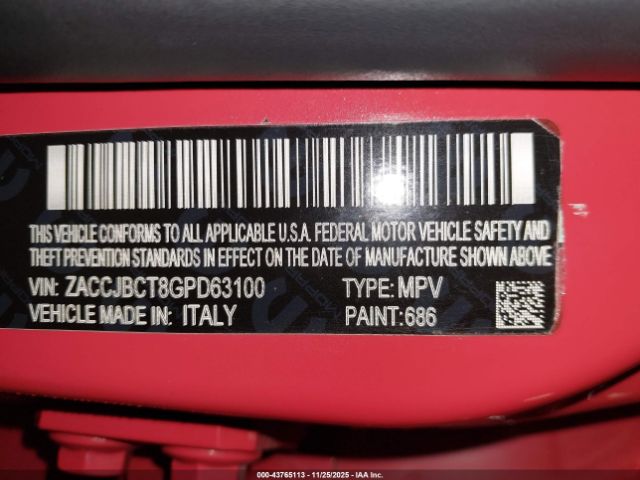 THIS VEHICLE CONFORMS TO ALL APPLICABLE U.S.A. FEDERAL MOTOR VEHICLE SAFETY AND
THEFT PREVENTION STANDARDS IN EFFECT ON THE DATE OF MANUFACTURE SHOWN ABOVE
VIN: ZACCJBCT8GPD63100 TYPE: MPV
VEHICLE MADE IN: ITALY PAINT: 686
000-43765113 — 11/25/2025 — IAA Inc.